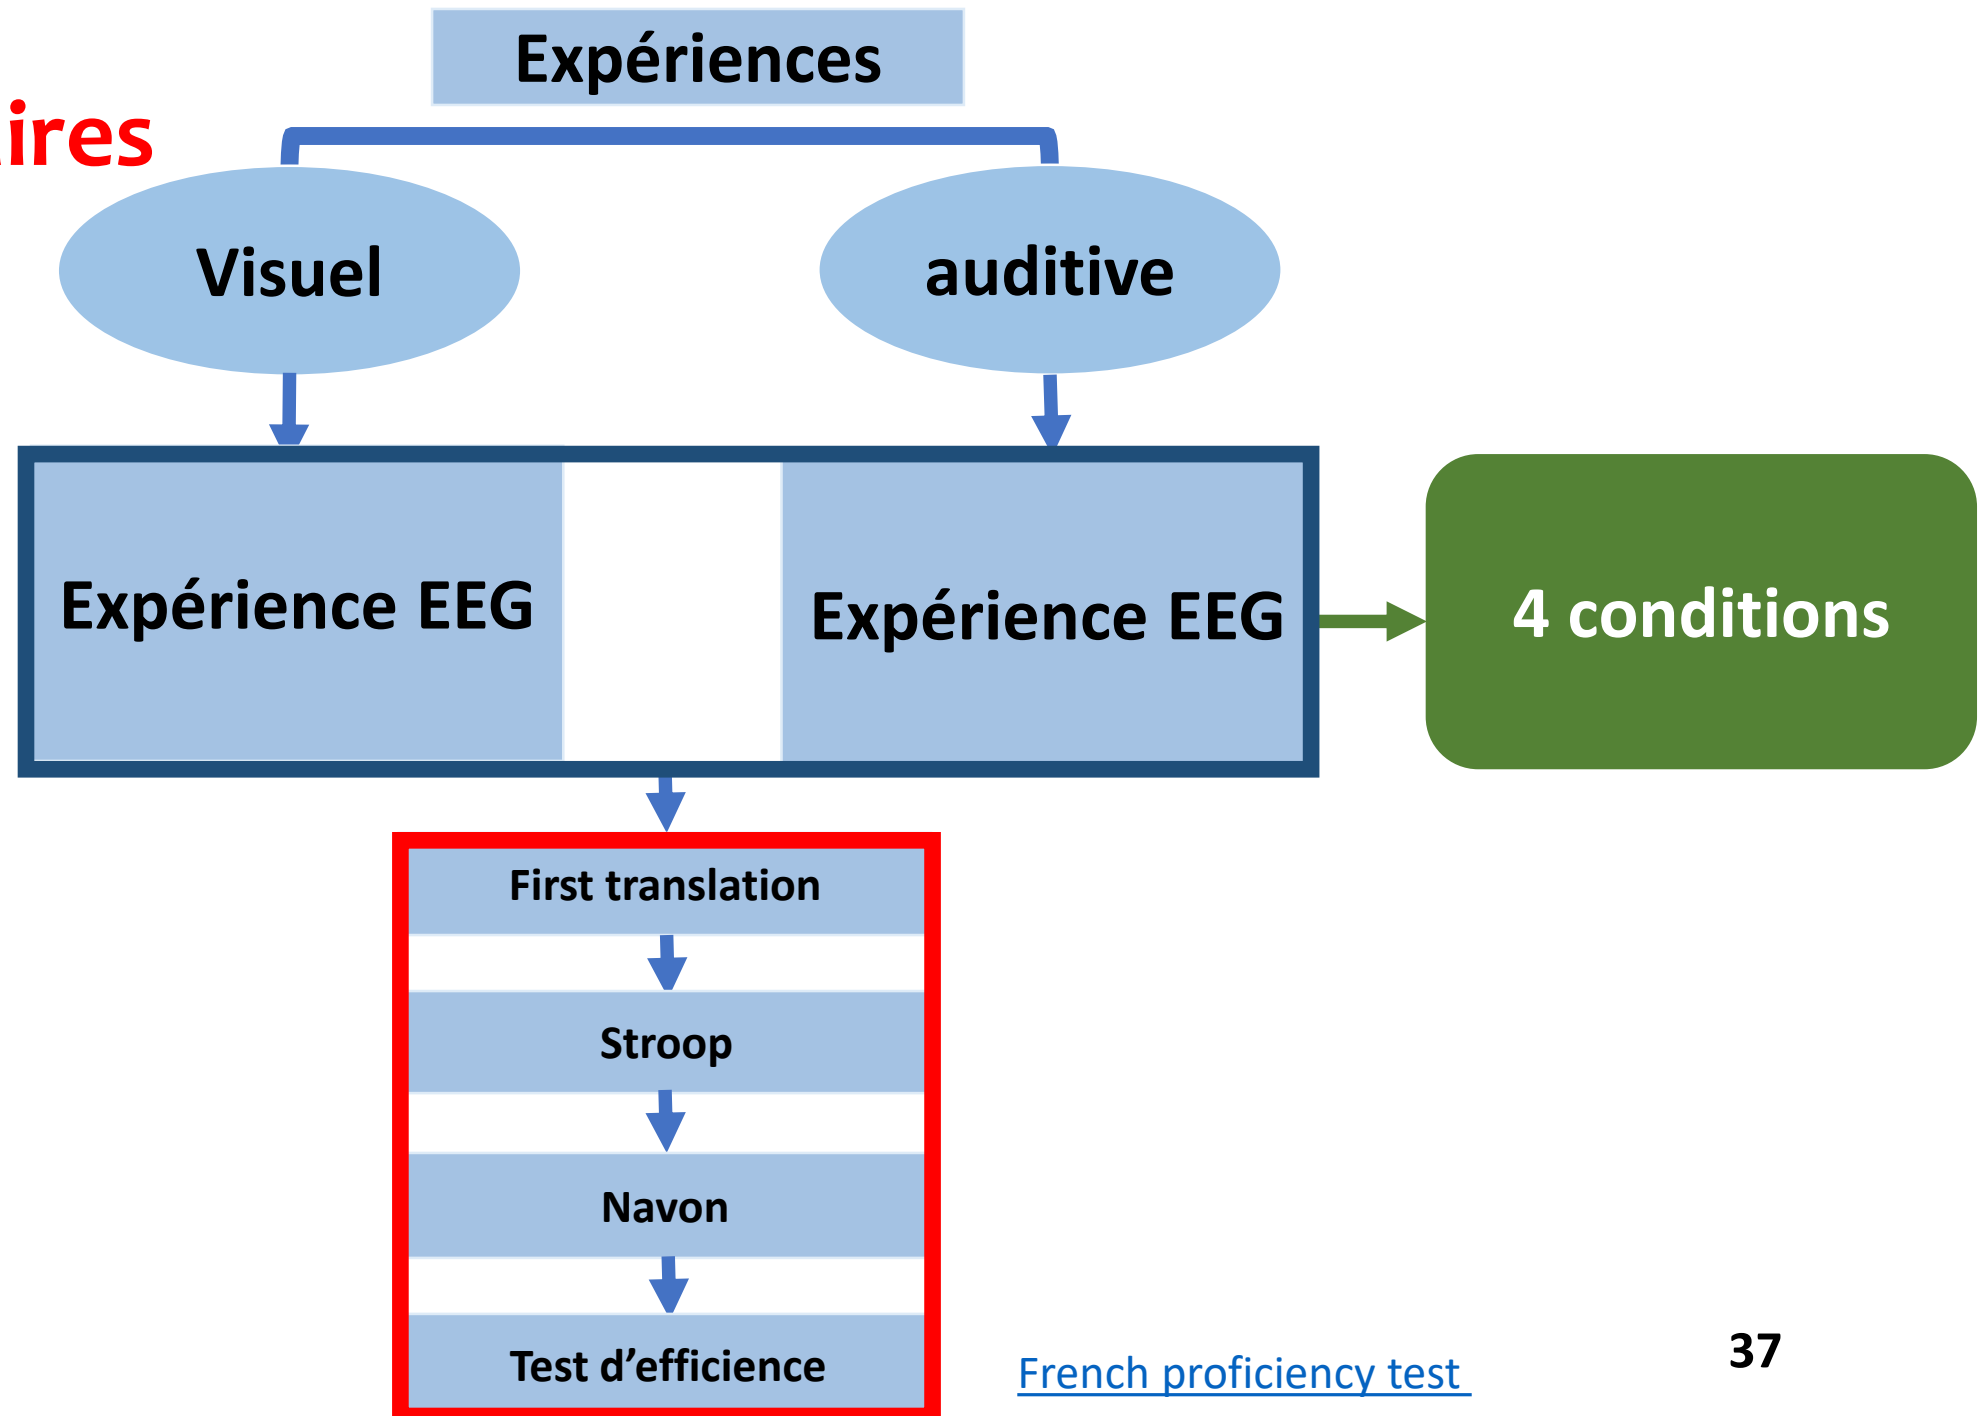 Expériences
ires
Visuel
auditive
Expérience EEG
Expérience EEG
4 conditions
First translation
Stroop
Navon
Test d’efficience
French proficiency test
37